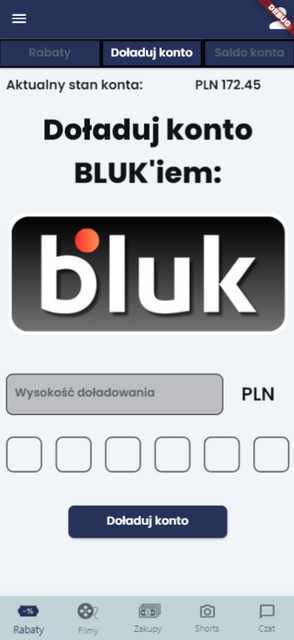 DEBUG
Rabaty
Doładuj konto
Saldo konta
Aktualny stan konta: PLN 172.45
Doładuj konto
BLUK'iem:
bluk
Wysokość doładowania PLN
Doładuj konto
-%
Rabaty
Filmy
Zakupy
Shorts
Czat